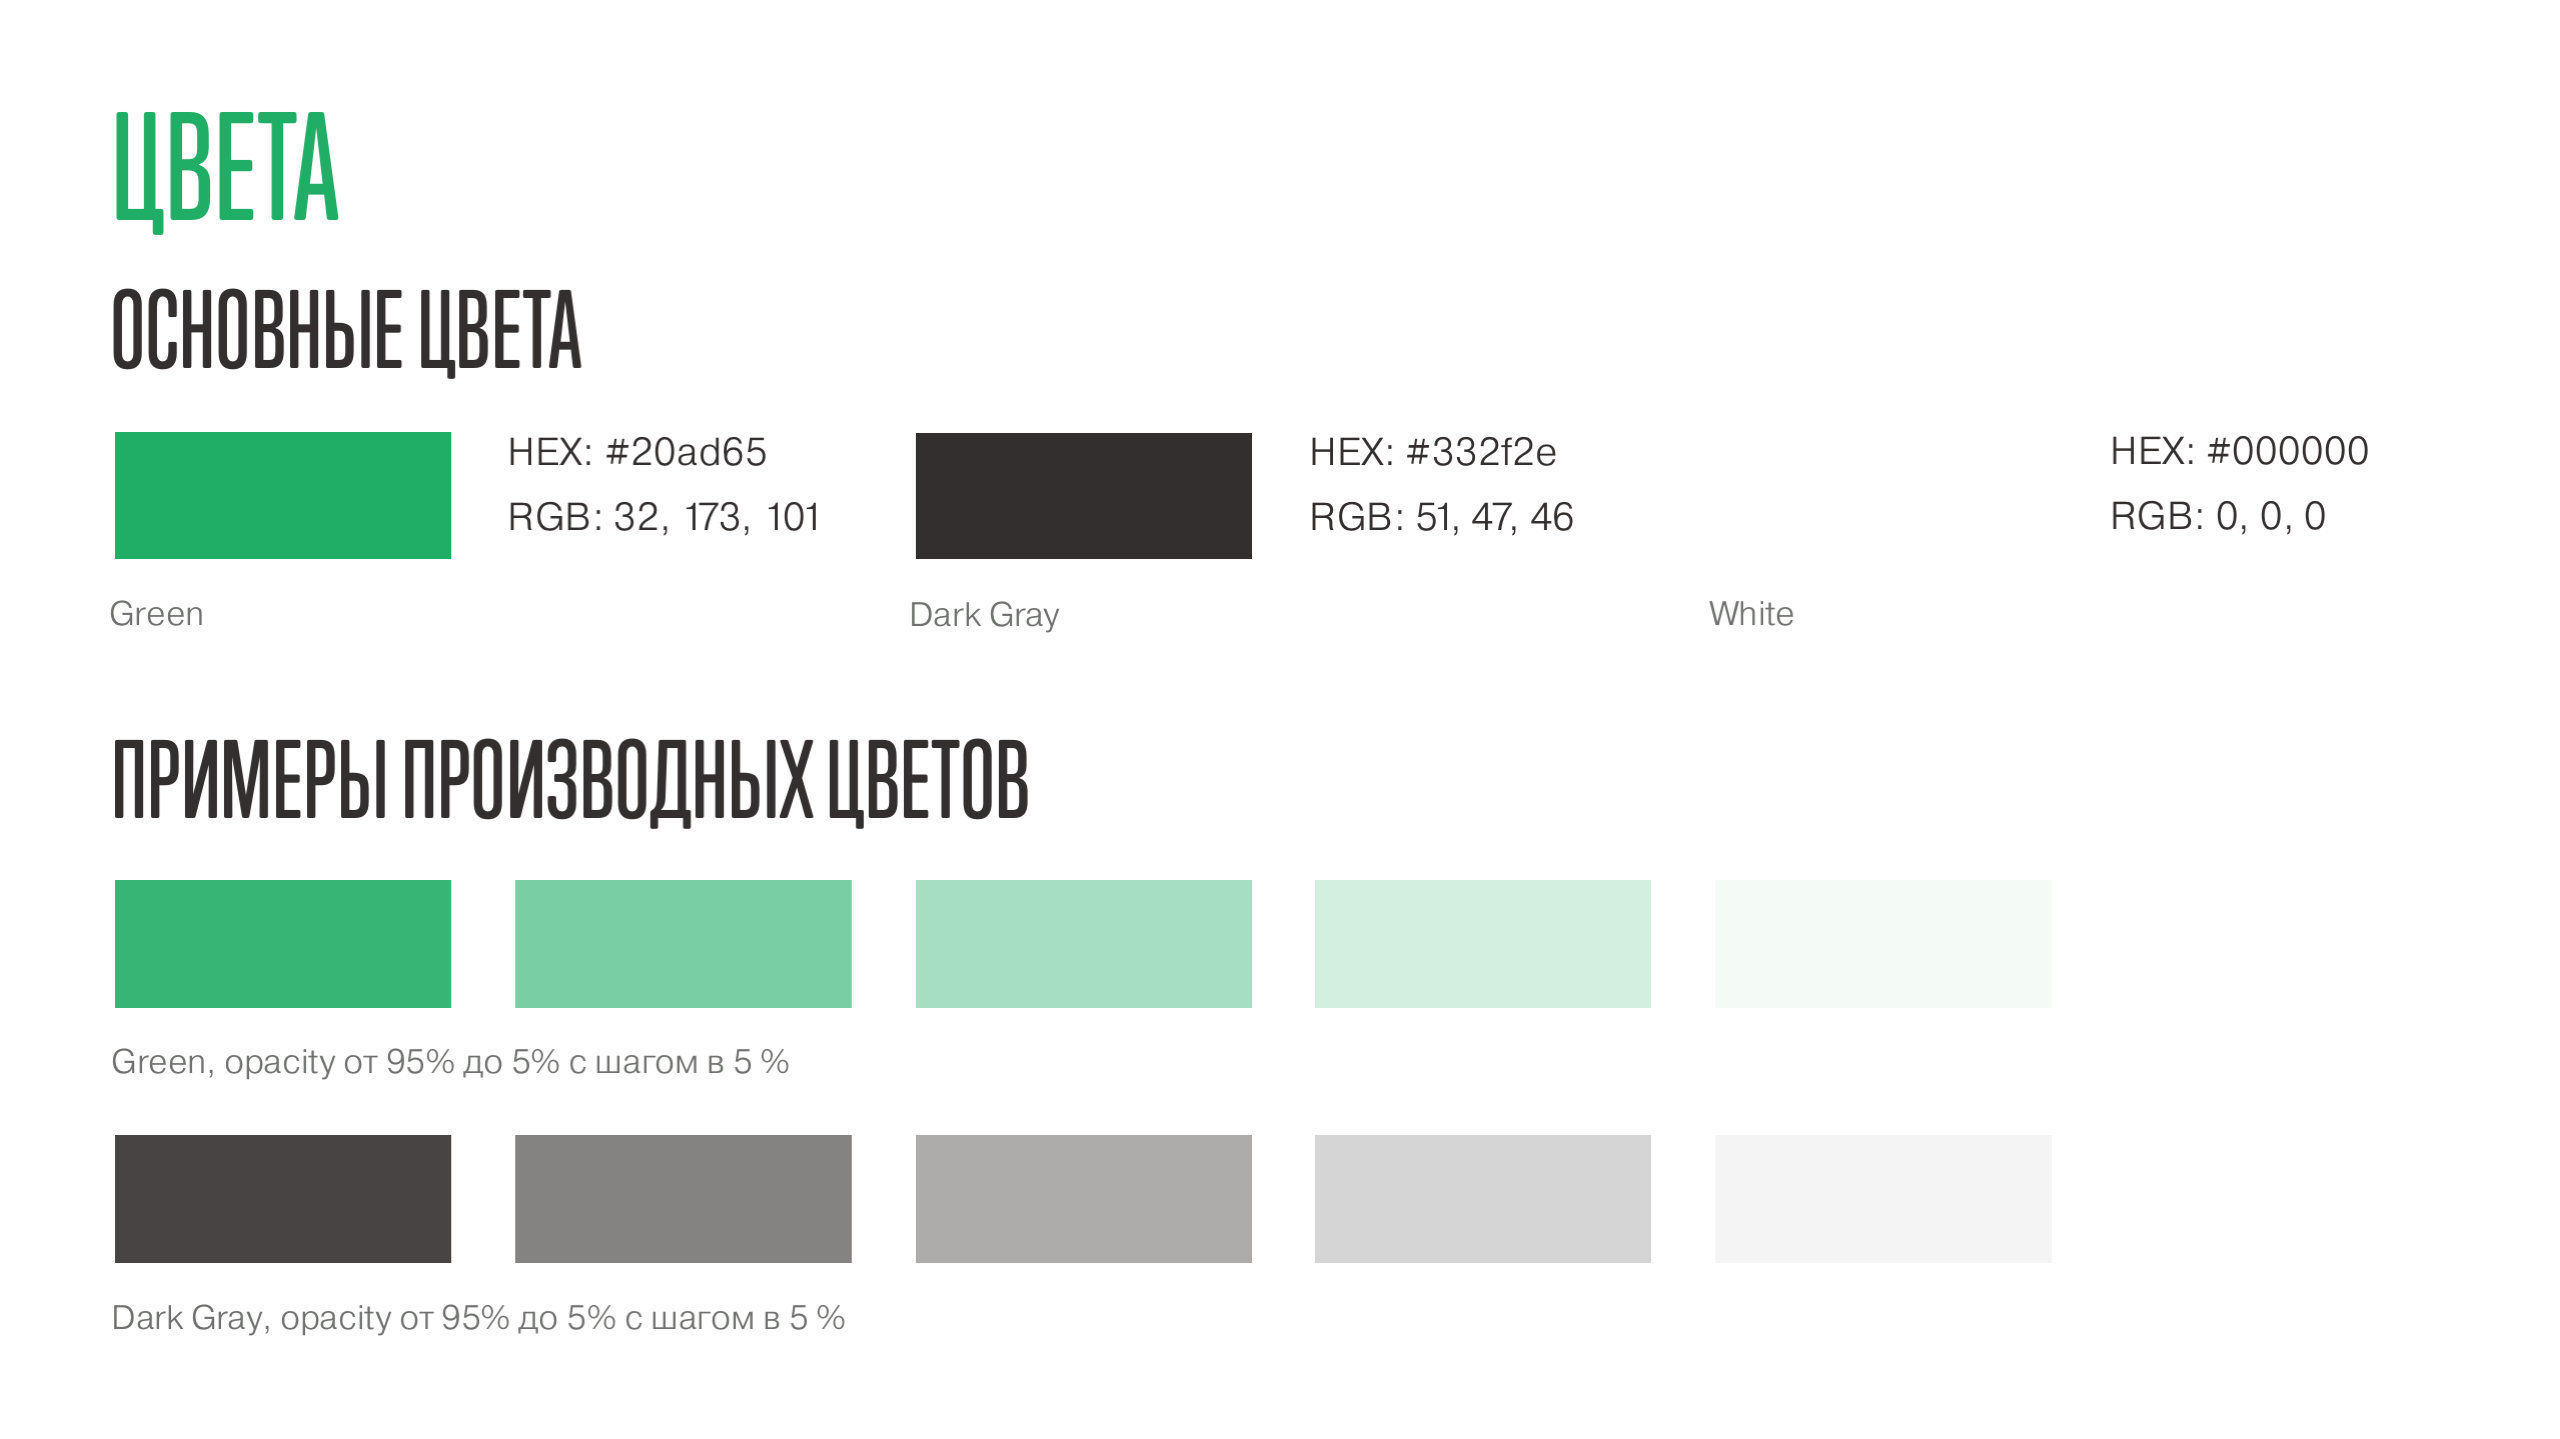 ЦВЕТА
ОСНОВНЫЕ ЦВЕТА
HEX: #20ad65
RGB: 32, 173, 101
Green
HEX: #332f2e
RGB: 51, 47, 46
Dark Gray
HEX: #000000
RGB: 0, 0, 0
White
ПРИМЕРЫ ПРОИЗВОДНЫХ ЦВЕТОВ
Green, opacity от 95% до 5% с шагом в 5 %
Dark Gray, opacity от 95% до 5% с шагом в 5 %